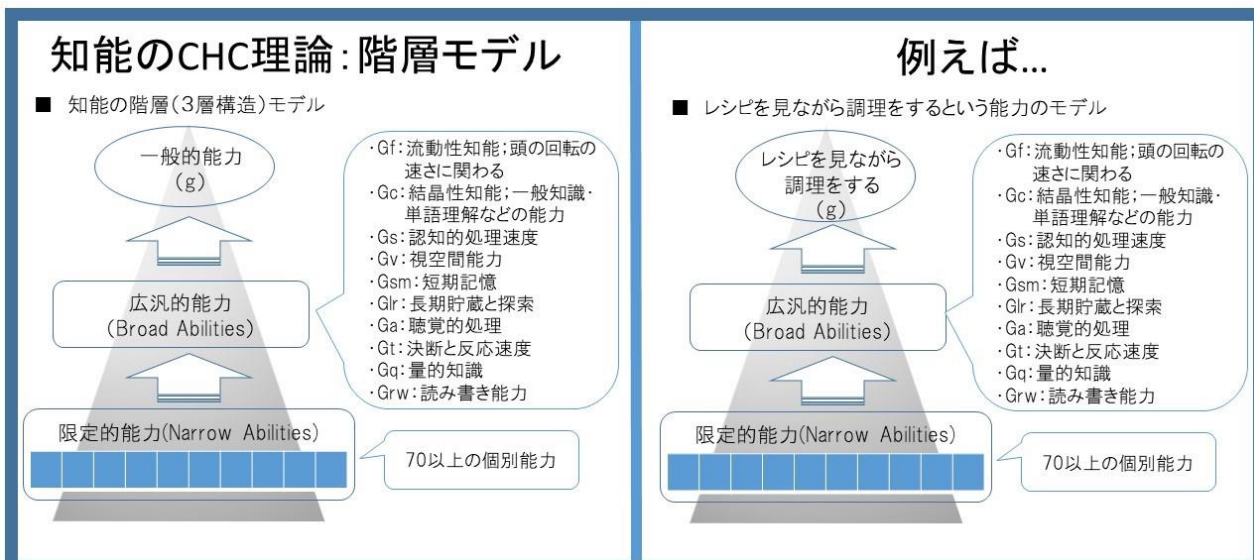 知能のCHC理論：階層モデル
■ 知能の階層（３層構造）モデル
一般的能力
(g)
広汎的能力
(Broad Abilities)
限定的能力(Narrow Abilities)
・Gf：流動性知能；頭の回転の
速さに関わる
・Gc：結晶性知能；一般知識・
単語理解などの能力
・Gs：認知的処理速度
・Gv：視空間能力
・Gsm：短期記憶
・Glr：長期貯蔵と探索
・Ga：聴覚的処理
・Gt：決断と反応速度
・Gq：量的知識
・Grw：読み書き能力
70以上の個別能力
例えば…
■ レシピを見ながら調理をするという能力のモデル
レシピを見ながら
調理をする
(g)
広汎的能力
(Broad Abilities)
限定的能力(Narrow Abilities)
・Gf：流動性知能；頭の回転の
速さに関わる
・Gc：結晶性知能；一般知識・
単語理解などの能力
・Gs：認知的処理速度
・Gv：視空間能力
・Gsm：短期記憶
・Glr：長期貯蔵と探索
・Ga：聴覚的処理
・Gt：決断と反応速度
・Gq：量的知識
・Grw：読み書き能力
70以上の個別能力